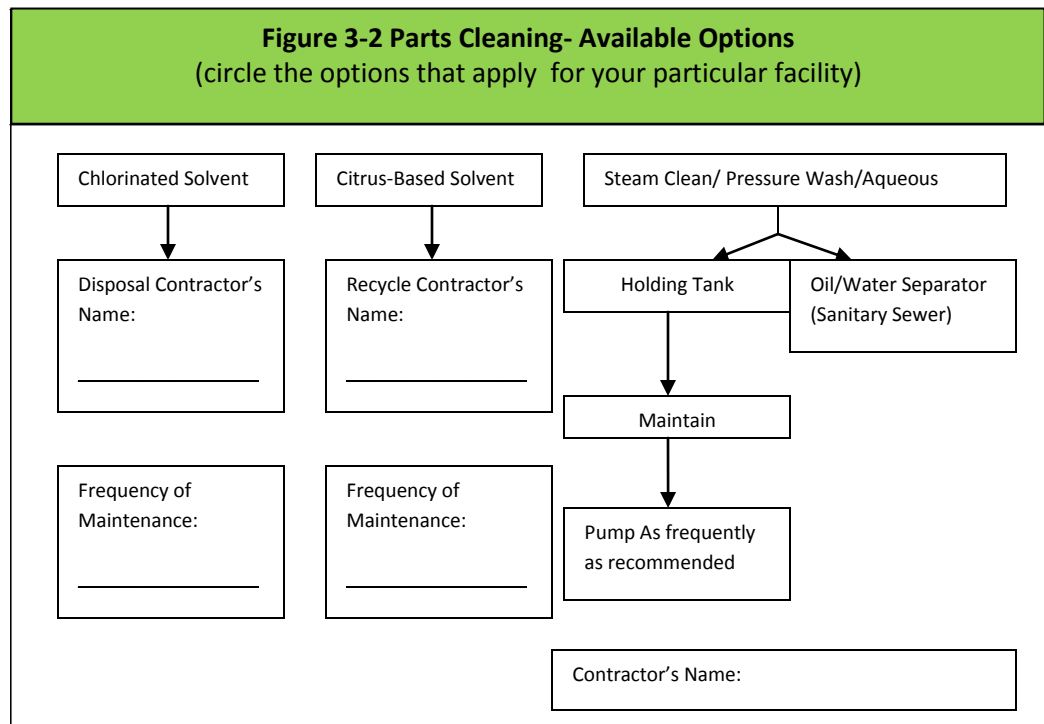 Figure 3-2 Parts Cleaning- Available Options
(circle the options that apply for your particular facility)
Chlorinated Solvent
Citrus-Based Solvent
Steam Clean/ Pressure Wash/Aqueous
Disposal Contractor's
Name:
Recycle Contractor's
Name:
Holding Tank
Oil/Water Separator
(Sanitary Sewer)
Maintain
Frequency of
Maintenance:
Frequency of
Maintenance:
Pump As frequently
as recommended
Contractor's Name: